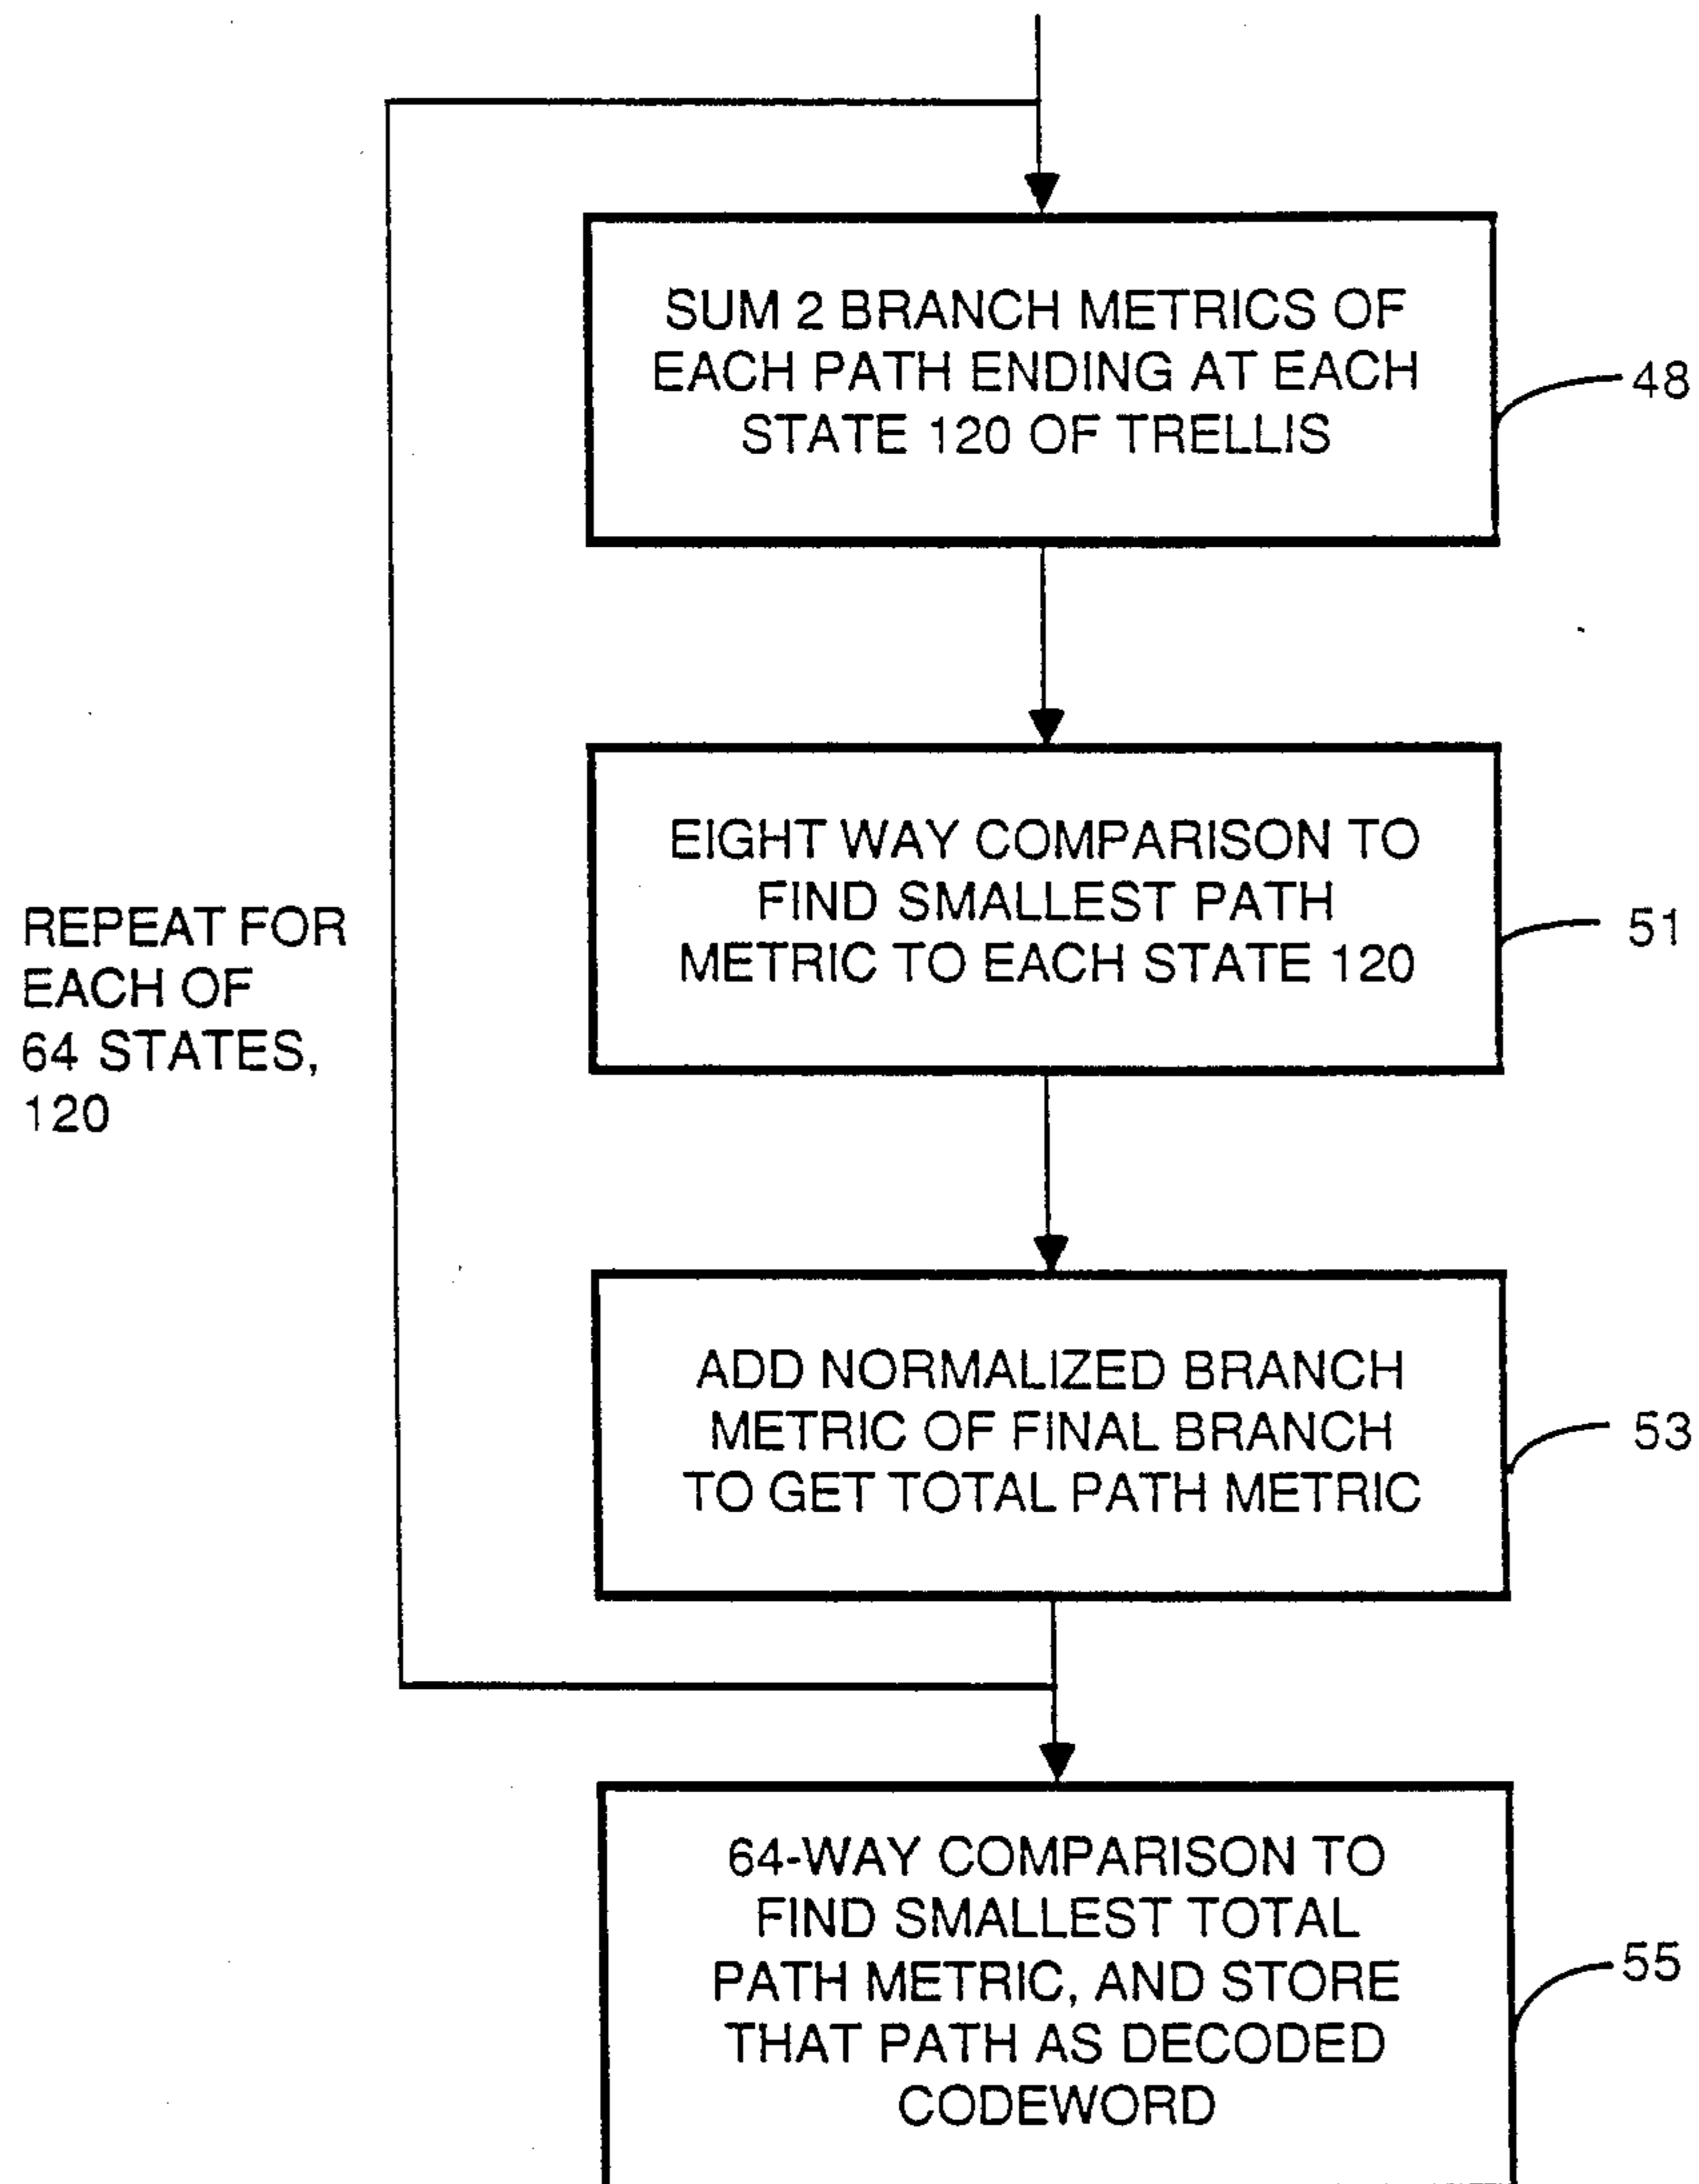 SUM 2 BRANCH METRICS OF
EACH PATH ENDING AT EACH
STATE 120 OF TRELLIS
48
EIGHT WAY COMPARISON TO
FIND SMALLEST PATH
METRIC TO EACH STATE 120
51
REPEAT FOR
EACH OF
64 STATES,
120
ADD NORMALIZED BRANCH
METRIC OF FINAL BRANCH
TO GET TOTAL PATH METRIC
53
64-WAY COMPARISON TO
FIND SMALLEST TOTAL
PATH METRIC, AND STORE
THAT PATH AS DECODED
CODEWORD
55